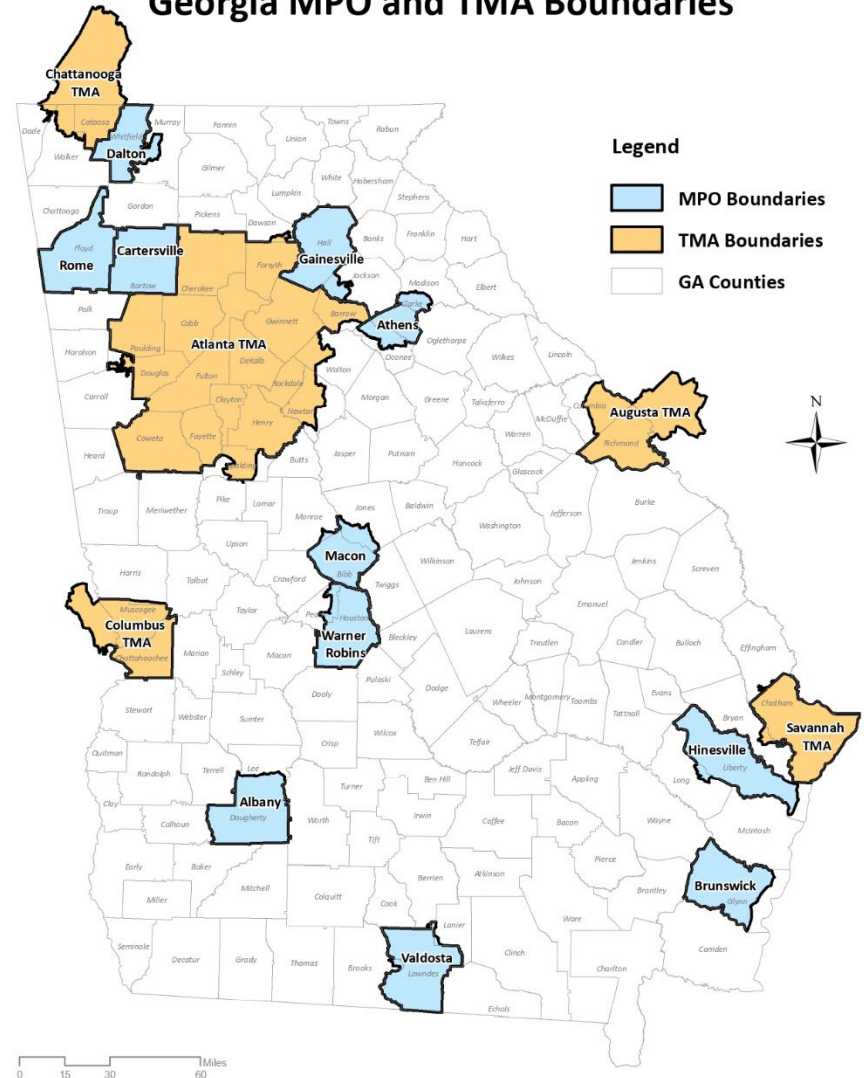 Georgia MPO and TMA Boundaries
Chattanooga
TMA
Catoosa
Dade
Walker
Whitfield
Dalton
Murray
Fannin
Towns
Rabun
Union
Gilmer
White
Habersham
Lumpkin
Stephens
Chattooga
Gordon
Pickens
Dawson
Floyd
Rome
Cartersville
Bartow
Cherokee
Forsyth
Hall
Gainesville
Banks
Franklin
Hart
Jackson
Madison
Elbert
Clarke
Athens
Oconee
Oglethorpe
Polk
Cobb
Gwinnett
Barrow
Haralson
Paulding
Atlanta TMA
DeKalb
Walton
Douglas
Fulton
Rockdale
Carroll
Clayton
Newton
Morgan
Greene
Taliaferro
Wilkes
Lincoln
Columbia
McDuffie
Augusta TMA
Richmond
Warren
Coweta
Fayette
Henry
Heard
Spalding
Butts
Jasper
Putnam
Hancock
Glascock
Burke
Troup
Meriwether
Pike
Lamar
Monroe
Jones
Baldwin
Washington
Jefferson
Upson
Macon
Bibb
Wilkinson
Jenkins
Screven
Harris
Talbot
Crawford
Twiggs
Johnson
Emanuel
Muscogee
Columbus
TMA
Chattahoochee
Taylor
Houston
Warner
Robins
Bleckley
Laurens
Treutlen
Candler
Bulloch
Effingham
Marion
Schley
Macon
Dooly
Pulaski
Dodge
Wheeler
Montgomery
Toombs
Tattnall
Evans
Bryan
Chatham
Savannah
TMA
Stewart
Webster
Sumter
Crisp
Wilcox
Telfair
Hinesville
Liberty
Long
Quitman
Randolph
Terrell
Lee
Turner
Ben Hill
Jeff Davis
Appling
Clay
Calhoun
Albany
Dougherty
Worth
Irwin
Coffee
Bacon
Wayne
McIntosh
Tift
Pierce
Early
Baker
Mitchell
Miller
Colquitt
Cook
Berrien
Atkinson
Brantley
Brunswick
Glynn
Lanier
Ware
Seminole
Decatur
Grady
Thomas
Brooks
Valdosta
Lowndes
Clinch
Charlton
Camden
Echols
Legend
MPO Boundaries
TMA Boundaries
GA Counties
N
Miles
0 15 30 60